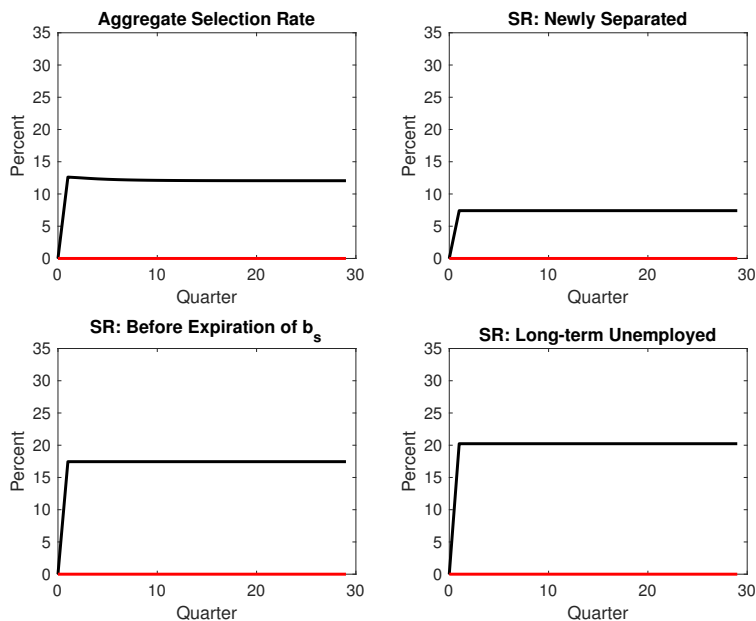 Aggregate Selection Rate
35
30
25
20
15
10
5
0
Percent
0 10 20 30
Quarter
SR: Newly Separated
35
30
25
20
15
10
5
0
Percent
0 10 20 30
Quarter
SR: Before Expiration of b_s
35
30
25
20
15
10
5
0
Percent
0 10 20 30
Quarter
SR: Long-term Unemployed
35
30
25
20
15
10
5
0
Percent
0 10 20 30
Quarter